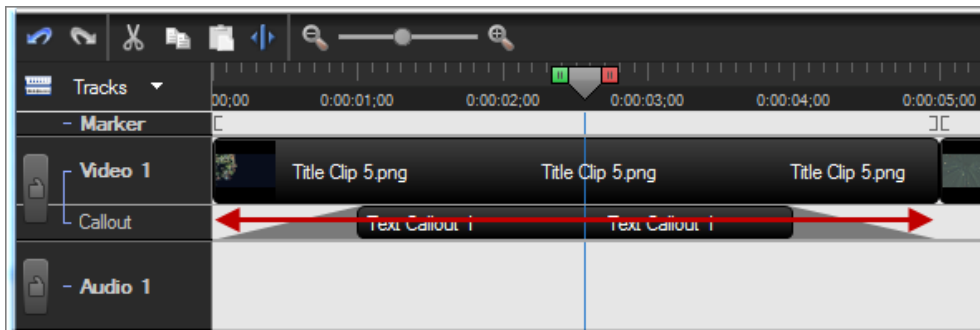 Tracks
00;00 0:00:01;00 0:00:02;00 0:00:03;00 0:00:04;00 0:00:05;00
- Marker
- Video 1 Title Clip 5.png Title Clip 5.png Title Clip 5.png
Callout Text Callout 1 Text Callout 1
- Audio 1